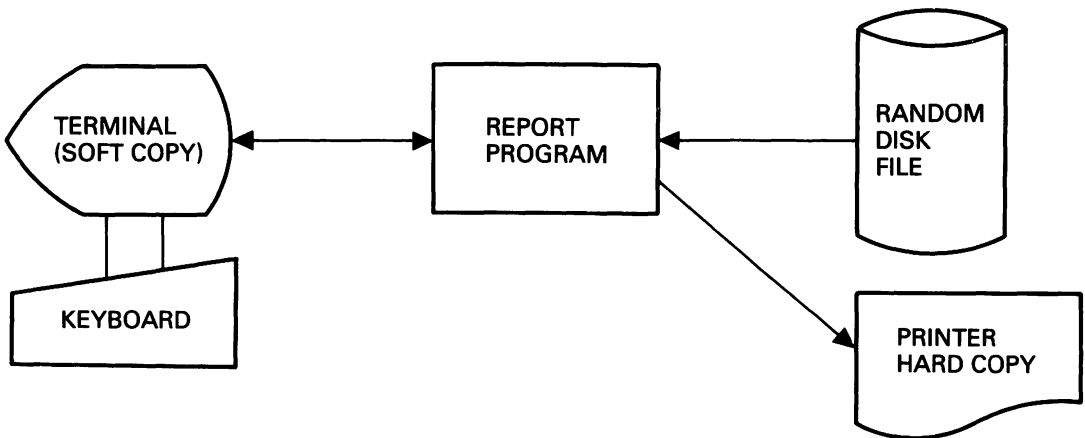 TERMINAL
(SOFT COPY)
KEYBOARD
REPORT
PROGRAM
RANDOM
DISK
FILE
PRINTER
HARD COPY